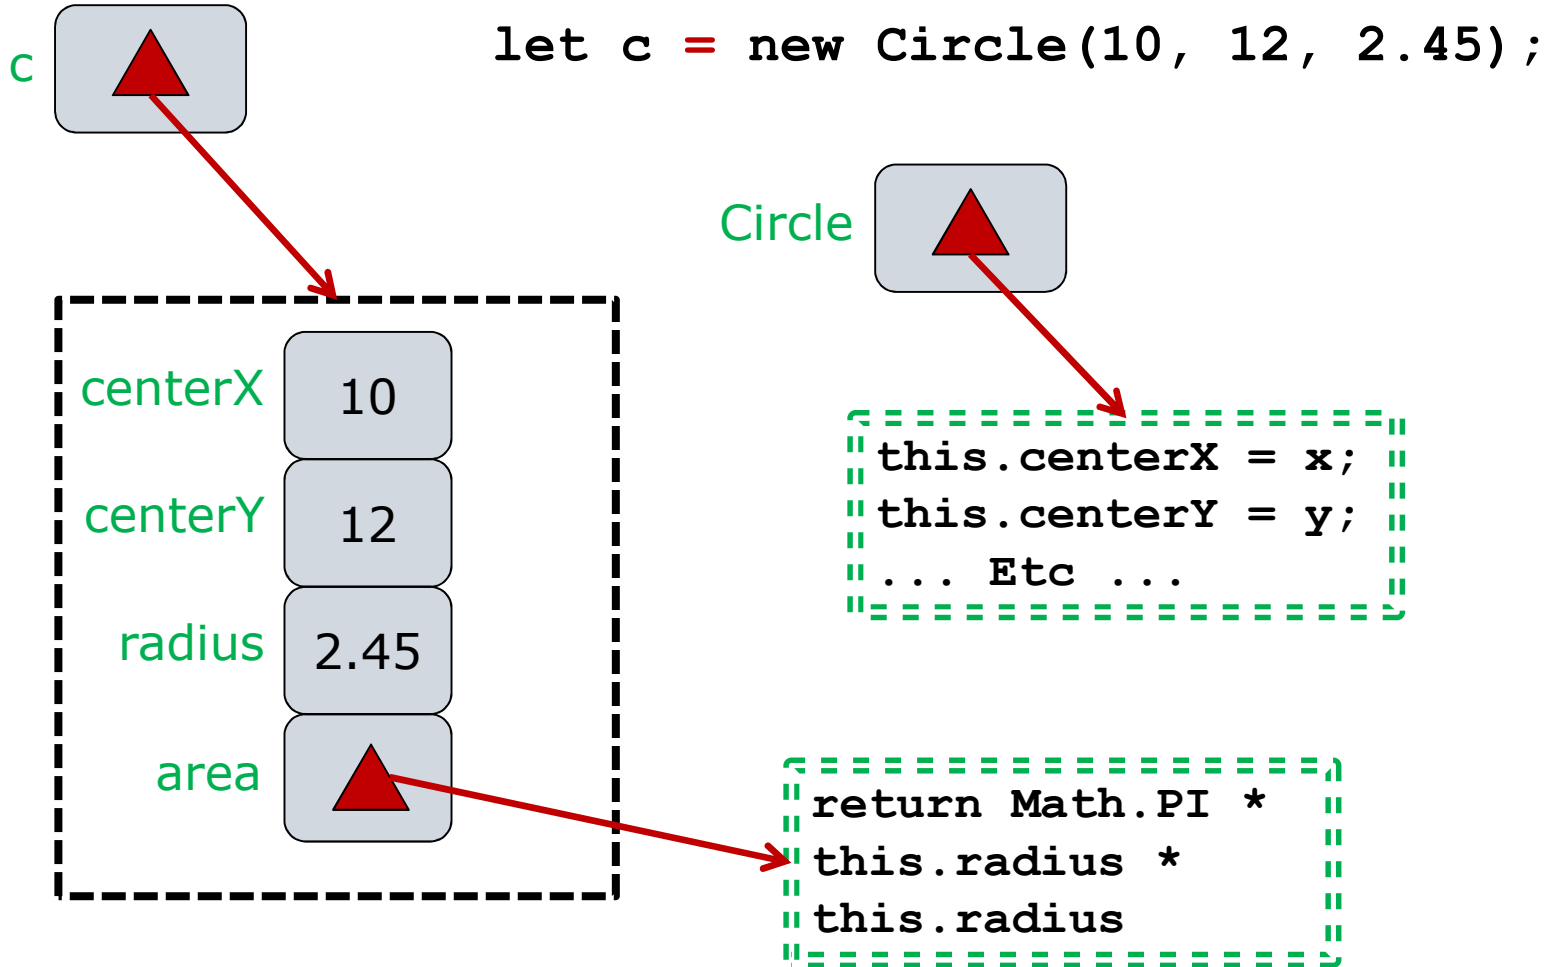 let c = new Circle(10, 12, 2.45);
c
Circle
centerX
10
centerY
12
radius
2.45
area
this.centerX = x;
this.centerY = y;
... Etc ...
return Math.PI *
this.radius *
this.radius